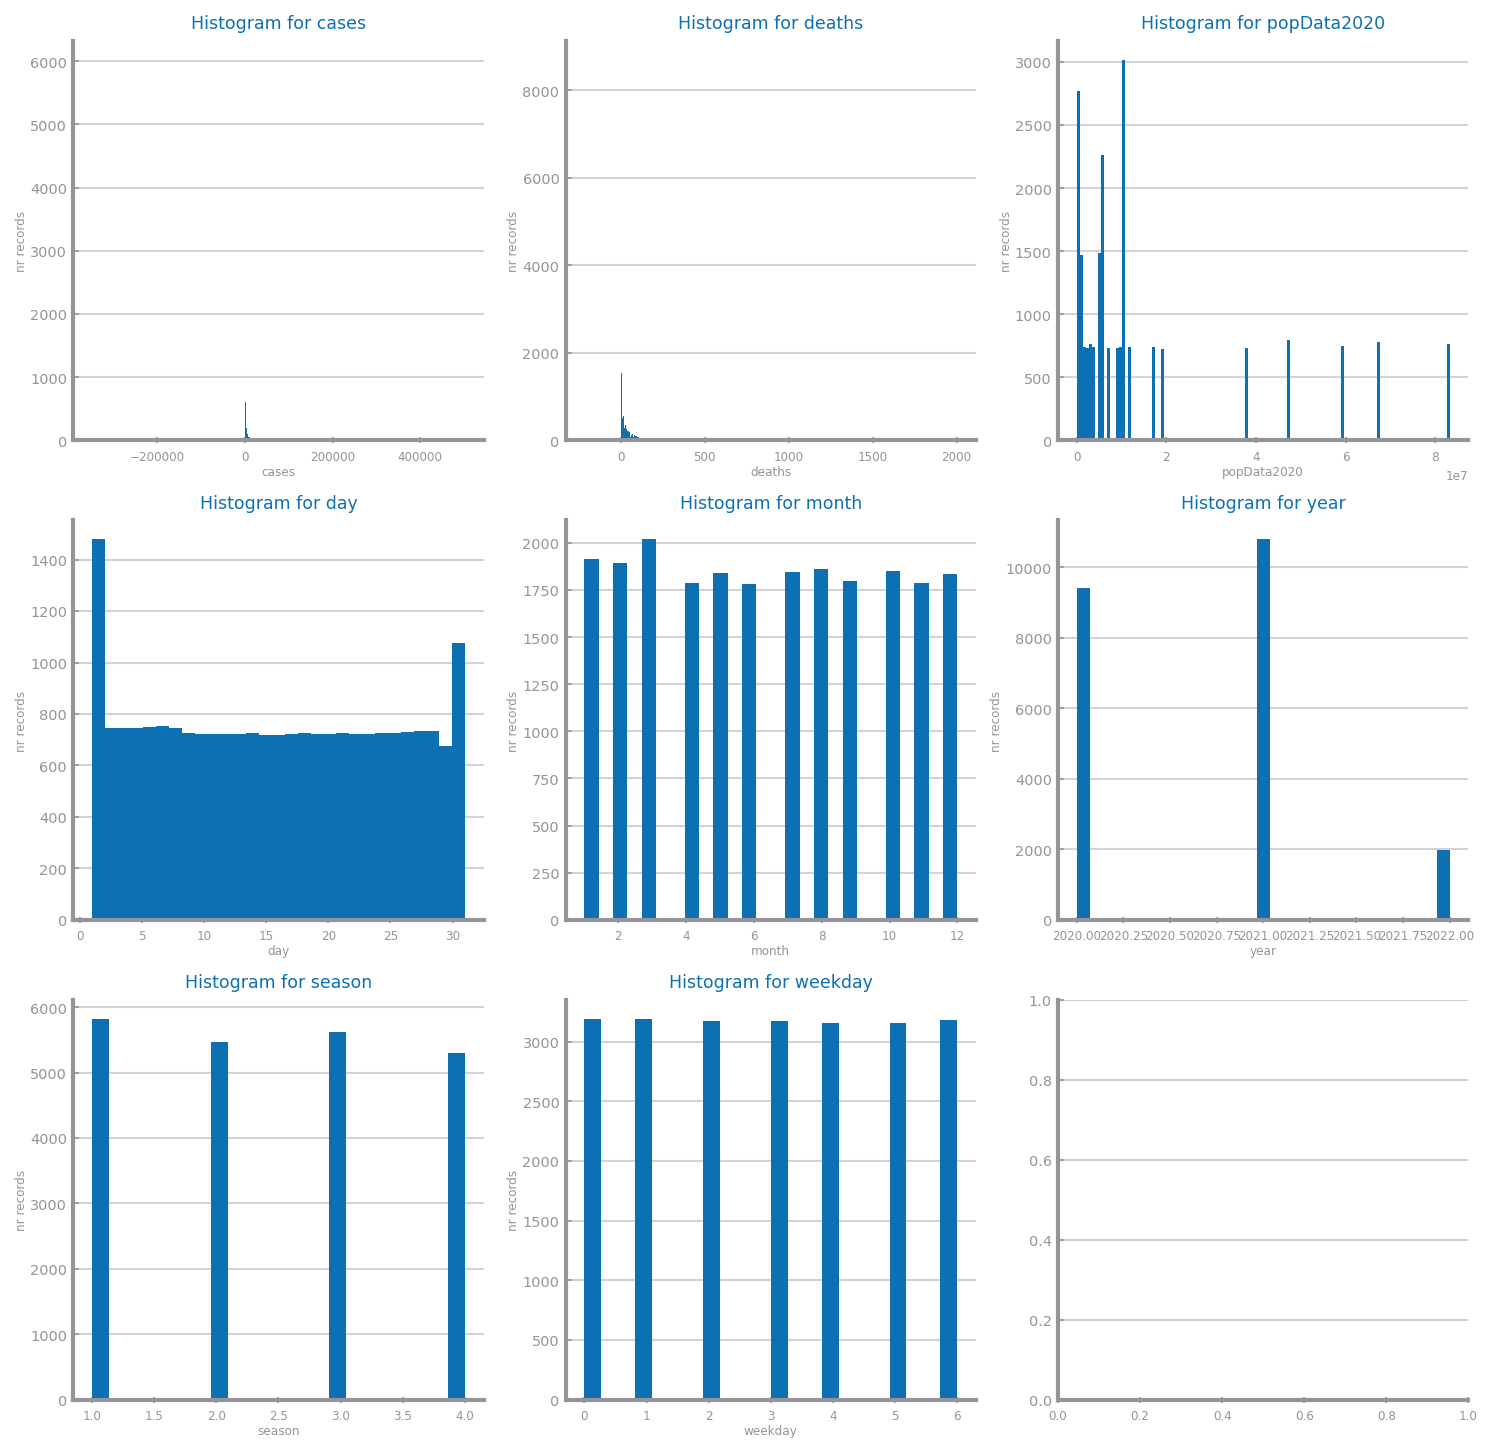 Histogram for cases
6000
5000
4000
3000
2000
1000
0
nr records
−200000 0 200000 400000
cases
Histogram for deaths
8000
6000
4000
2000
0
nr records
0 500 1000 1500 2000
deaths
Histogram for popData2020
3000
2500
2000
1500
1000
500
0
nr records
0 2 4 6 8
popData2020
1e7
Histogram for day
1400
1200
1000
800
600
400
200
0
nr records
0 5 10 15 20 25 30
day
Histogram for month
2000
1750
1500
1250
1000
750
500
250
0
nr records
2 4 6 8 10 12
month
Histogram for year
10000
8000
6000
4000
2000
0
nr records
2020.00 2020.25 2020.50 2020.75 2021.00 2021.25 2021.50 2021.75 2022.00
year
Histogram for season
6000
5000
4000
3000
2000
1000
0
nr records
1.0 1.5 2.0 2.5 3.0 3.5 4.0
season
Histogram for weekday
3000
2500
2000
1500
1000
500
0
nr records
0 1 2 3 4 5 6
weekday
1.0
0.8
0.6
0.4
0.2
0.0
0.0 0.2 0.4 0.6 0.8 1.0